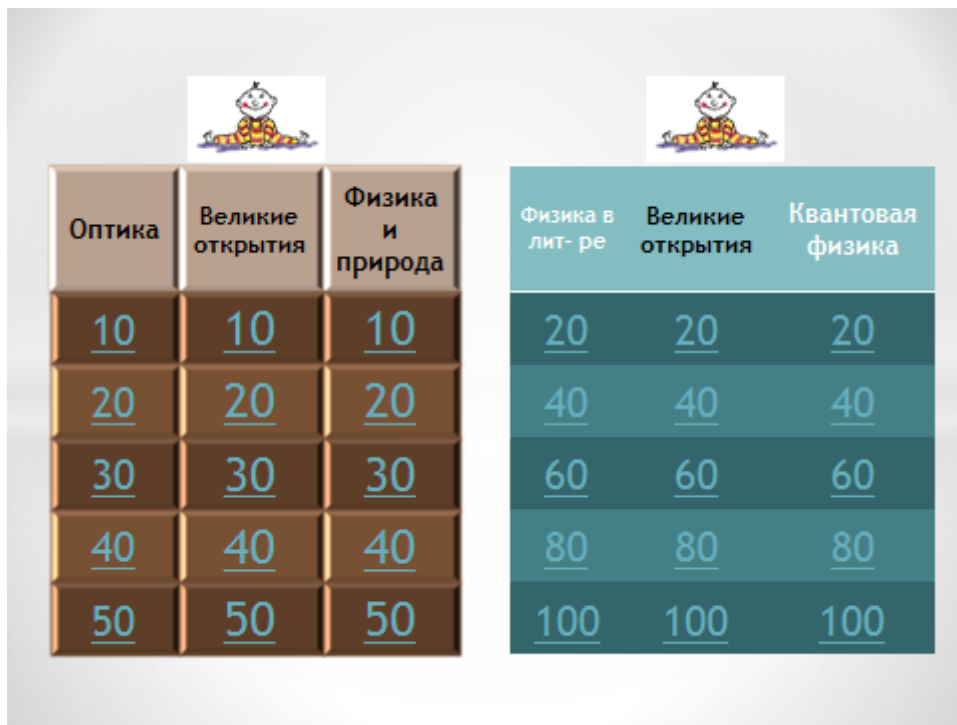 Оптика
Великие
открытия
Физика
и
природа
10 10 10
20 20 20
30 30 30
40 40 40
50 50 50
Физика в
лит- ре
Великие
открытия
Квантовая
физика
20 20 20
40 40 40
60 60 60
80 80 80
100 100 100